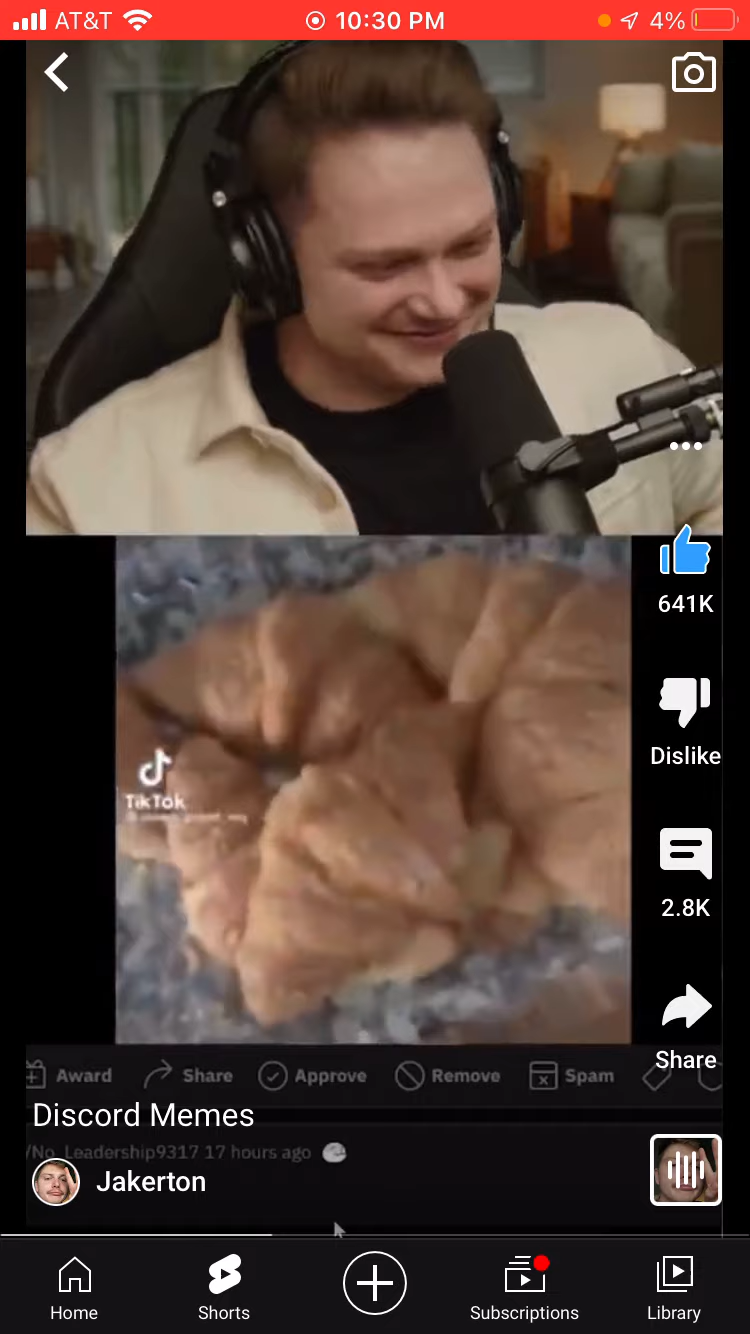 AT&T 10:30 PM 4%
641K
Dislike
TikTok
2.8K
Share
Award Share Approve Remove Spam
Discord Memes
/No_Leadership9317 17 hours ago
Jakerton
Home Shorts Subscriptions Library